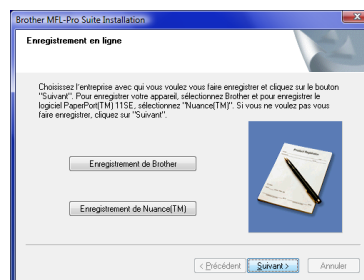 Brother MFL-Pro Suite Installation
Enregistrement en ligne
Choisissez l'entreprise avec qui vous voulez vous faire enregistrer et cliquez sur le bouton
"Suivant". Pour enregistrer votre appareil, sélectionnez Brother et pour enregistrer le
logiciel PaperPort(TM) 11SE, sélectionnez "Nuance(TM)". Si vous ne voulez pas vous
faire enregistrer, cliquez sur "Suivant".
Enregistrement de Brother
Enregistrement de Nuance(TM)
< Précédent
Suivant >
Annuler